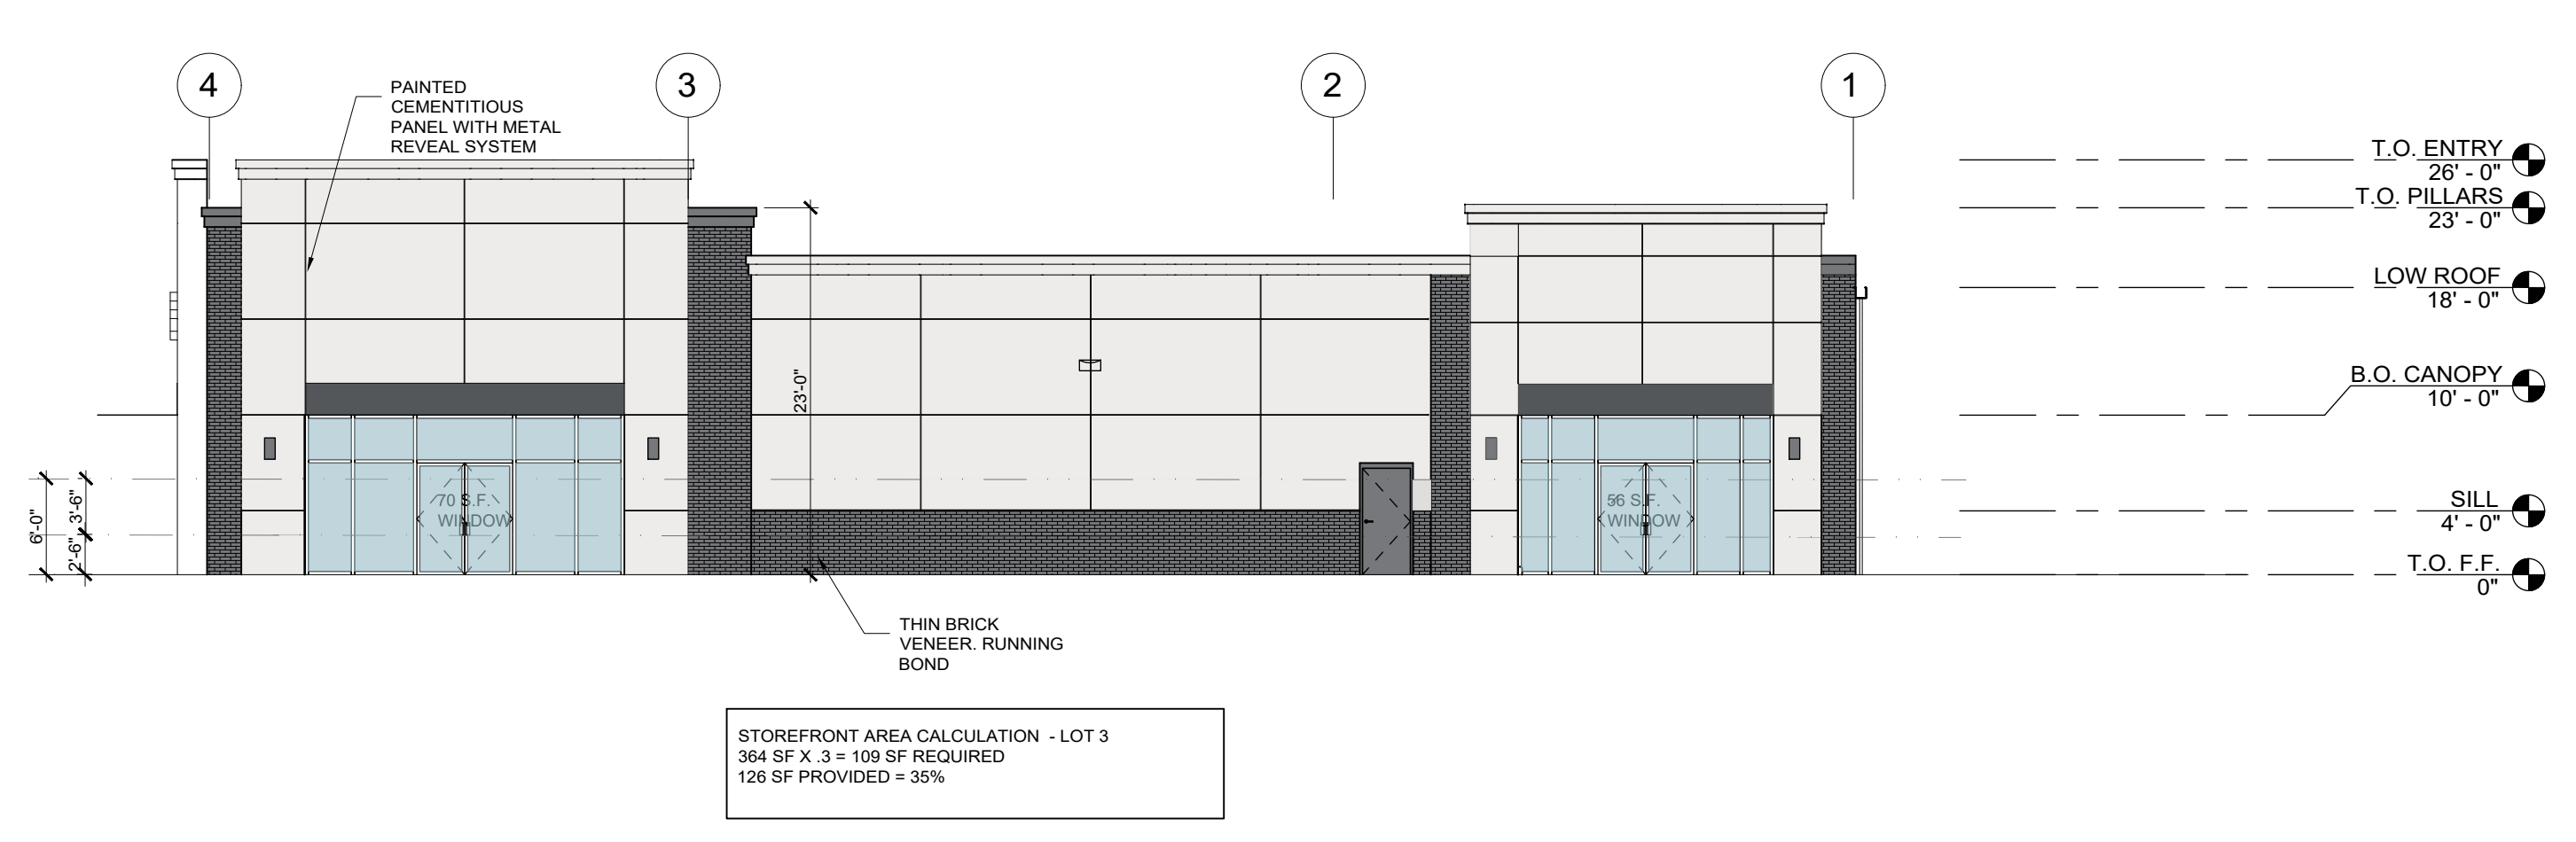 4
3
2
1
PAINTED
CEMENTITIOUS
PANEL WITH METAL
REVEAL SYSTEM
T.O. ENTRY
26' - 0"
T.O. PILLARS
23' - 0"
LOW ROOF
18' - 0"
B.O. CANOPY
10' - 0"
SILL
4' - 0"
T.O. F.F.
0"
23'-0"
6'-0"
3'-6"
2'-6"
70 S.F.
WINDOW
56 S.F.
WINDOW
THIN BRICK
VENEER. RUNNING
BOND
STOREFRONT AREA CALCULATION - LOT 3
364 SF X .3 = 109 SF REQUIRED
126 SF PROVIDED = 35%